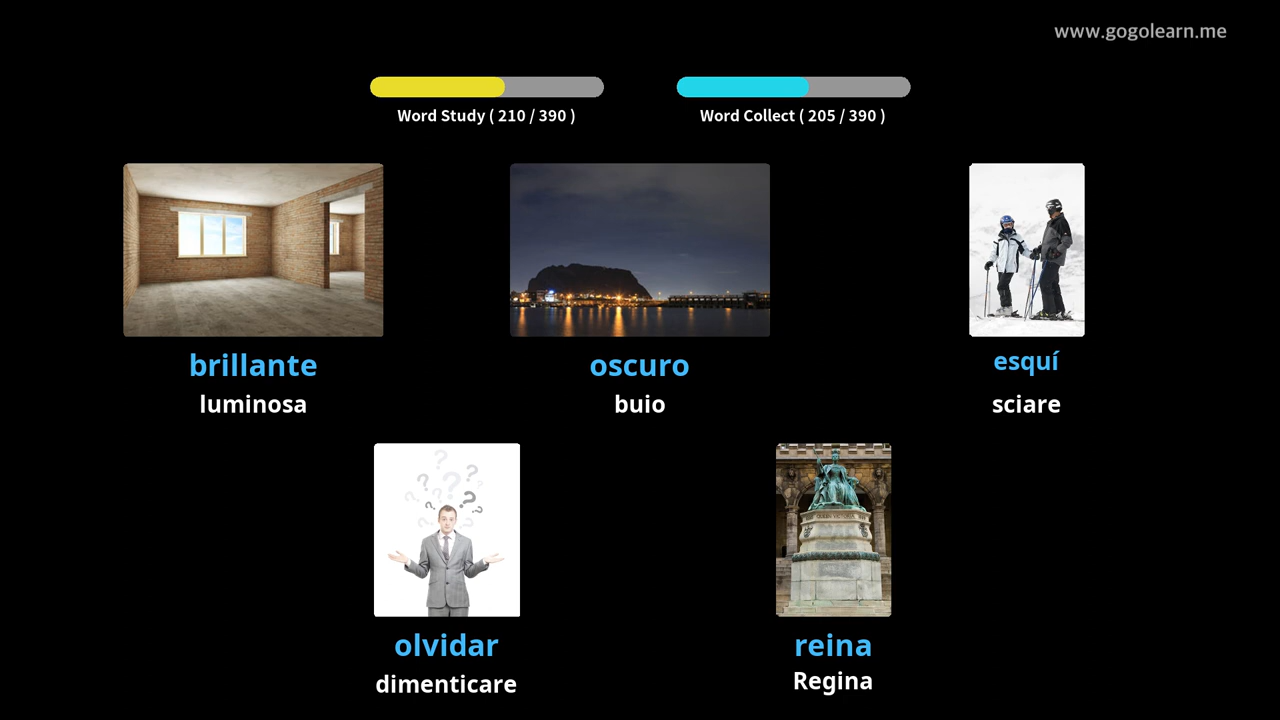 www.gogolearn.me
Word Study ( 210 / 390 )
Word Collect ( 205 / 390 )
brillante
luminosa
oscuro
buio
esquí
sciare
olvidar
dimenticare
reina
Regina